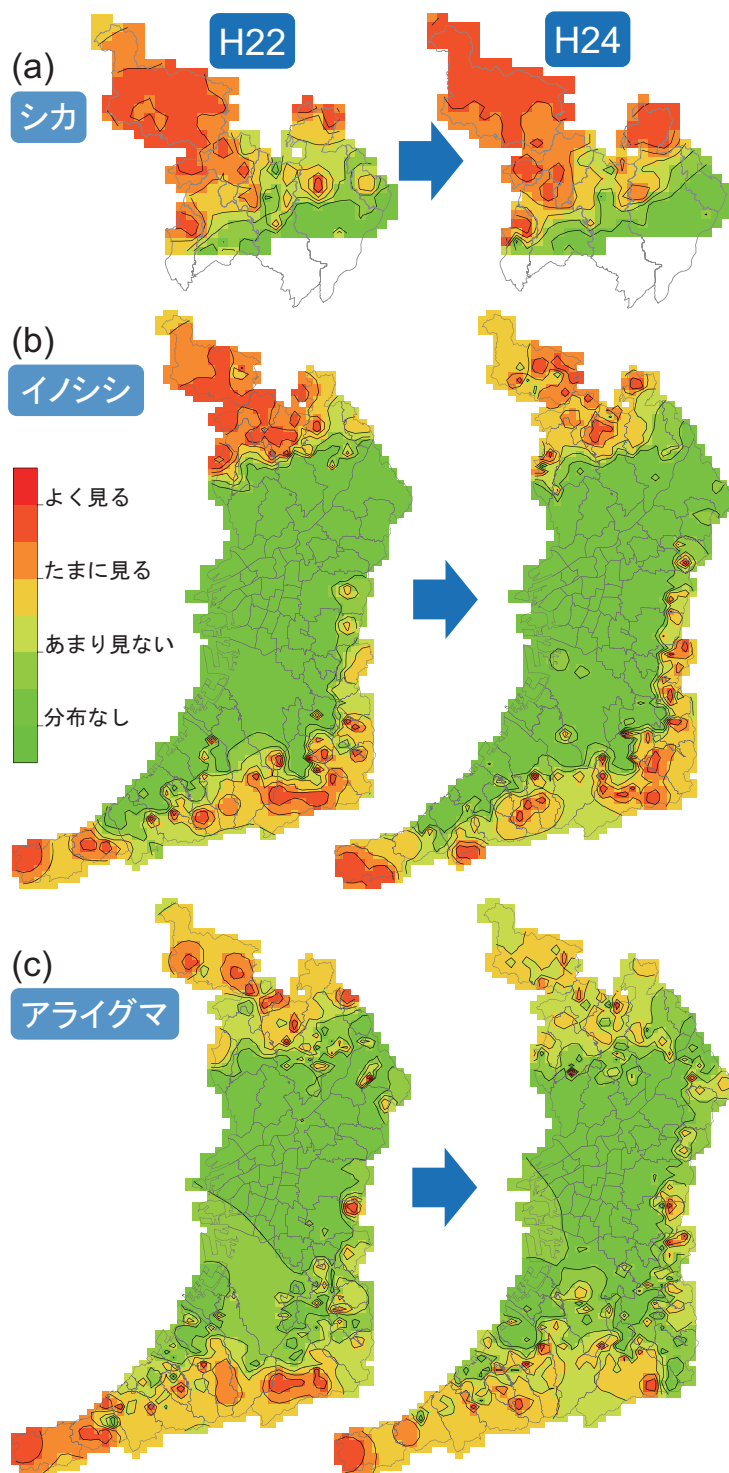 H22
H24
(a)
シカ
(b)
イノシシ
よく見る
たまに見る
あまり見ない
分布なし
(c)
アライグマ